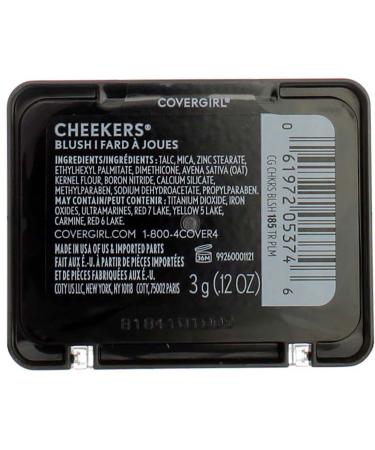 COVERGIRL®
CHEEKERS®
BLUSH | FARD À JOUES
INGREDIENTS/INGRÉDIENTS: TALC, MICA, ZINC STEARATE,
ETHYLHEXYL PALMITATE, DIMETHICONE, AVENA SATIVA (OAT)
KERNEL FLOUR, BORON NITRIDE, CALCIUM SILICATE,
METHYLPARABEN, SODIUM DEHYDROACETATE, PROPYLPARABEN.
MAY CONTAIN/PEUT CONTENIR: TITANIUM DIOXIDE, IRON
OXIDES, ULTRAMARINES, RED 7 LAKE, YELLOW 5 LAKE,
CARMINE, RED 6 LAKE.
COVERGIRL.COM 1-800-4COVER4
MADE IN USA OF US & IMPORTED PARTS
FAIT AUX É.-U. À PARTIR DE PIÈCES IMPORTÉES
ET DE PIÈCES FABRIQUÉES AUX É.-U.
COTY US LLC, NEW YORK, NY 10118 COTY, 75002 PARIS
36M
99260001121
3 g (.12 OZ)
0 61972 05374 6
CG CHKRS BLSH 185 TR PLM